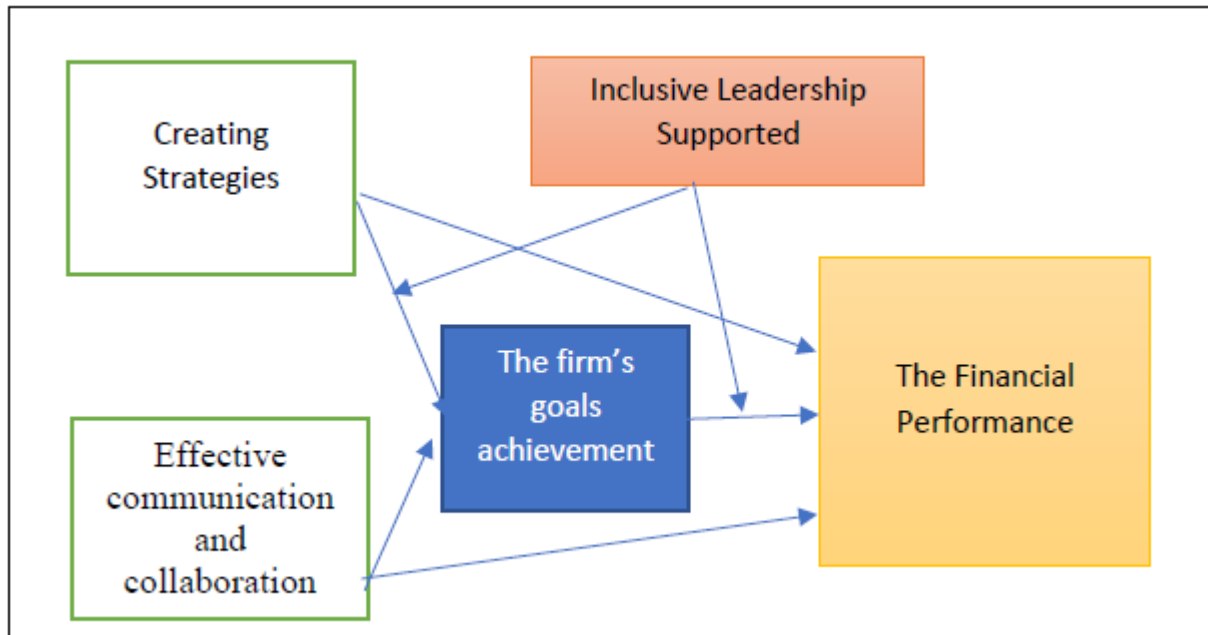 Creating
Strategies
Inclusive Leadership
Supported
The firm’s
goals
achievement
The Financial
Performance
Effective
communication
and
collaboration